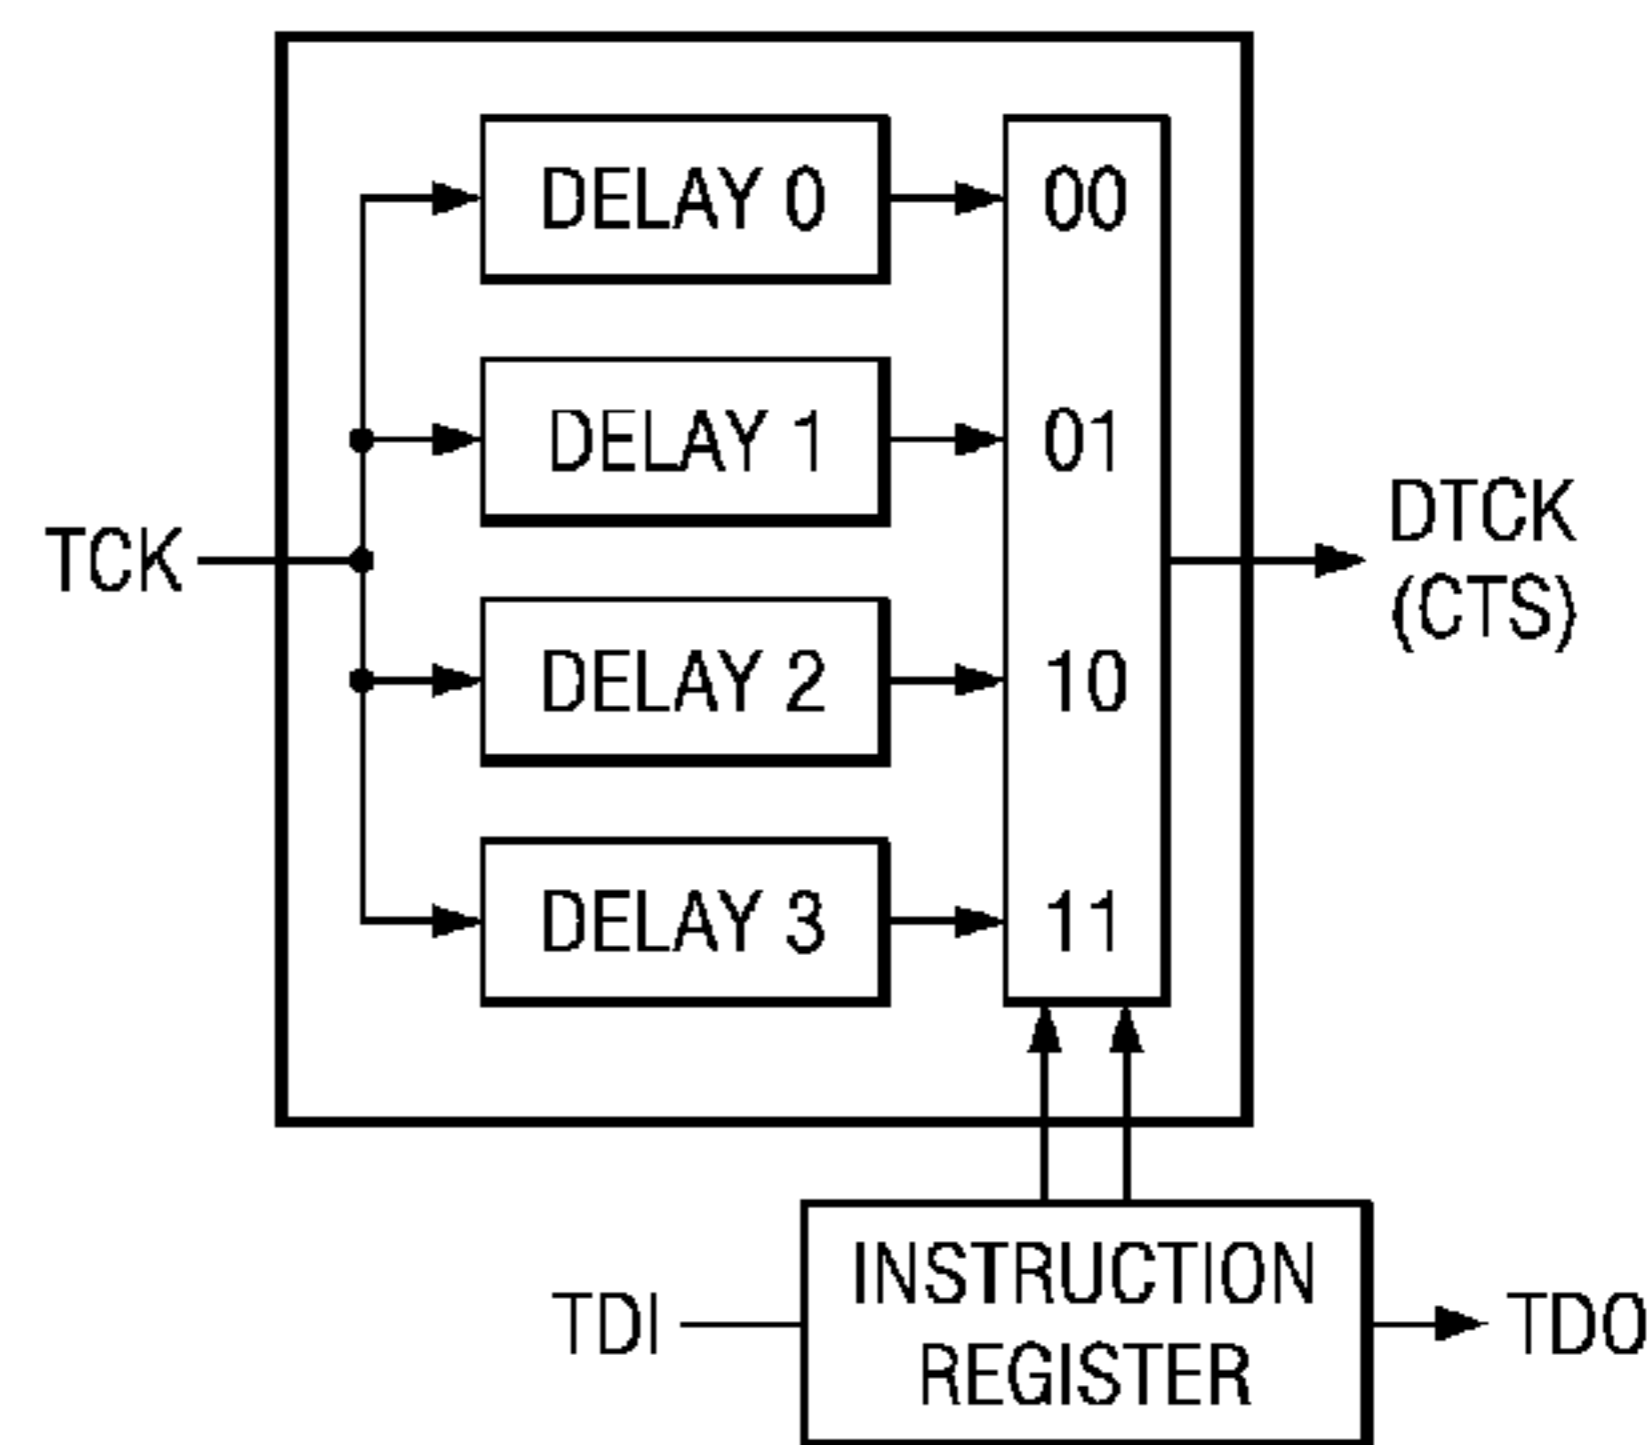 DELAY 0
00
DELAY 1
01
TCK
DTCK
(CTS)
DELAY 2
10
DELAY 3
11
TDI
INSTRUCTION
REGISTER
TDO